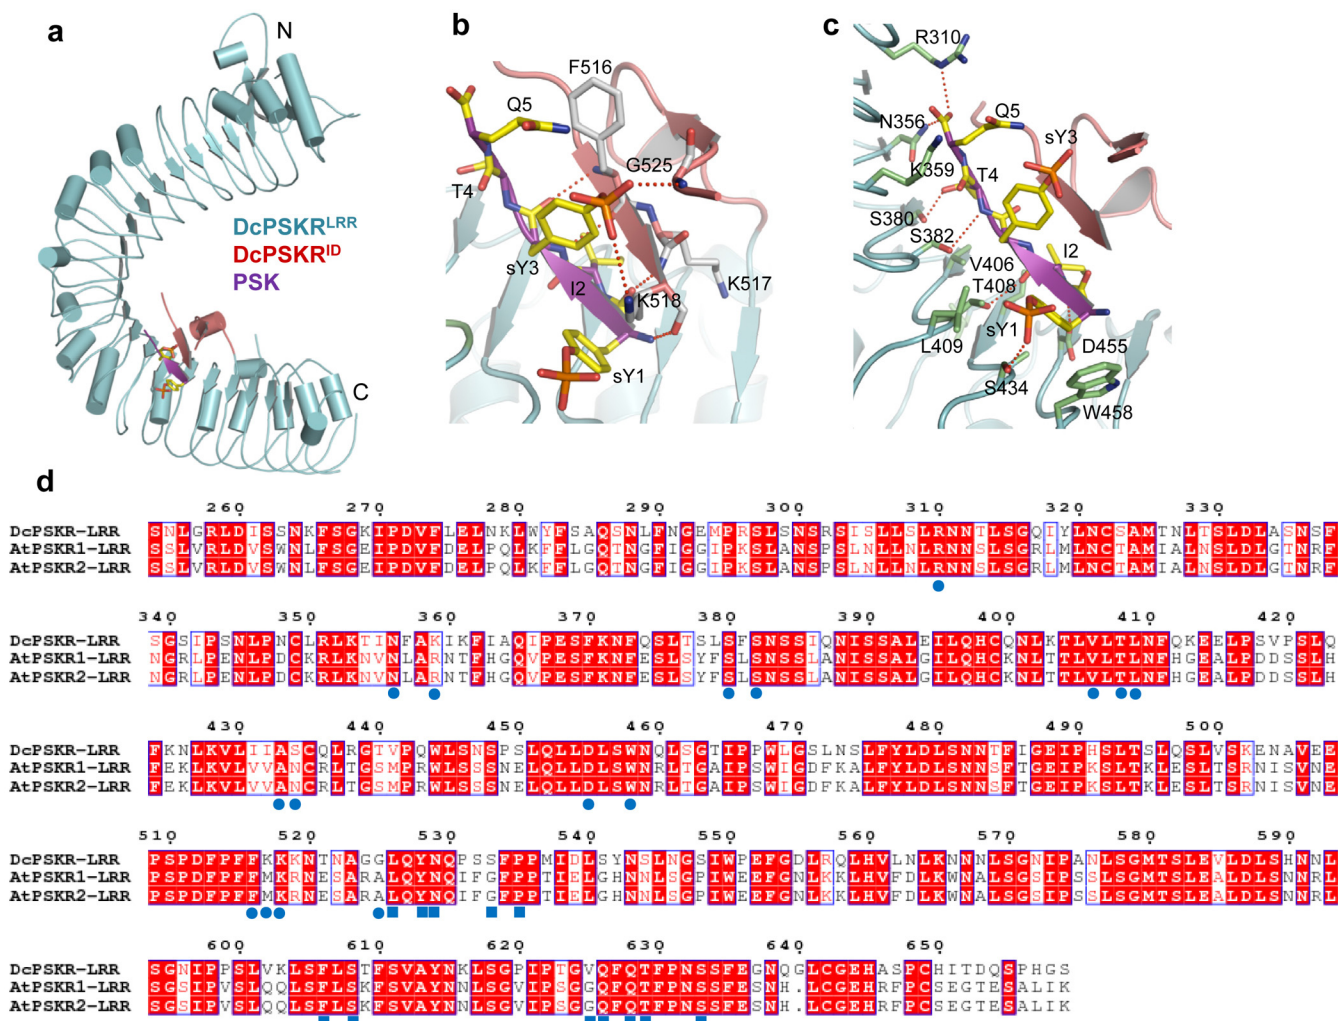 a
N
DcPSKR^LRR
DcPSKR^ID
PSK
C
b
F516
Q5
G525
T4
sY3
K517
I2
K518
sY1
c
R310
Q5
N356
sY3
K359
T4
S380
S382
I2
V406
T408
sY1
L409
D455
S434
W458
d
260 270 280 290 300 310 320 330
DcPSKR-LRR SNLGRLDISSNKFSGKIPDVFLELNKLWYFSAQSNLFNGEMPRSLSNSRSISLLSLRNNTLSGQIYLNCSAMTNLTSLDLASNSF
AtPSKR1-LRR SSLVRLDVSWNLFSGEIPDVFDELPQLKFFLGQTNGFIGGIPKSLANSPSLNLLNLRNNSLSGRLMLNCTAMIALNSLDLGTNRF
AtPSKR2-LRR SSLVRLDVSWNLFSGEIPDVFDELPQLKFFLGQTNGFIGGIPKSLANSPSLNLLNLRNNSLSGRLMLNCTAMIALNSLDLGTNRF
340 350 360 370 380 390 400 410 420
DcPSKR-LRR SGSIPSNLPNCLRLKTINFAKIKFIAQIPESFKNFQSLTSLSFSNSSIQNISSALEILQHCQNLKTLVLTLNFQKEELPSVPSLQ
AtPSKR1-LRR NGRLPENLPDCKRLKNVNLARNTFHGQVPESFKNFESLSYFSLSNSSLANISSALGILQHCKNLTTLVLTLNFHGEALPDDSSLH
AtPSKR2-LRR NGRLPENLPDCKRLKNVNLARNTFHGQVPESFKNFESLSYFSLSNSSLANISSALGILQHCKNLTTLVLTLNFHGEALPDDSSLH
430 440 450 460 470 480 490 500
DcPSKR-LRR FKNLKVLIIASCQLRGTVPQWLSNSPSLQLLDLSWNQLSGTIPPWLGSLNSLFYLDLSNNTFIGEIPHSLTSLQSLVSKENAVEE
AtPSKR1-LRR FEKLKVLVVANCRLTGSMPRWLSSSNELQLLDLSWNRLTGAIPSWIGDFKALFYLDLSNNSFTGEIPKSLTKLESLTSRNISVNE
AtPSKR2-LRR FEKLKVLVVANCRLTGSMPRWLSSSNELQLLDLSWNRLTGAIPSWIGDFKALFYLDLSNNSFTGEIPKSLTKLESLTSRNISVNE
510 520 530 540 550 560 570 580 590
DcPSKR-LRR PSPDFPFFKKKNTNAGGLQYNQPSSFPPMIDLSYNSLNGSIWPEFGDLRQLHVLNLKNNNLSGNIPANLSGMTSLEVLDLSHNNL
AtPSKR1-LRR PSPDFPFFMKRNESARALQYNQIFGFPPTIELGHNNLSGPIWEEFGNLKKLHVFDLKWNALSGSIPSSLSGMTSLEALDLSNNRL
AtPSKR2-LRR PSPDFPFFMKRNESARALQYNQIFGFPPTIELGHNNLSGPIWEEFGNLKKLHVFDLKWNALSGSIPSSLSGMTSLEALDLSNNRL
600 610 620 630 640 650
DcPSKR-LRR SGNIPPSLVKLSFLSTFSVAYNKLSGPIPTGVQFQTFPNSSFEGNQGLCGEHASPCHITDQSPHGS
AtPSKR1-LRR SGSIPVSLQQLSFLSKFSVAYNNLSGVIPSGGQFQTFPNSSFESNH.LCGEHRFPCSEGTESALIK
AtPSKR2-LRR SGSIPVSLQQLSFLSKFSVAYNNLSGVIPSGGQFQTFPNSSFESNH.LCGEHRFPCSEGTESALIK